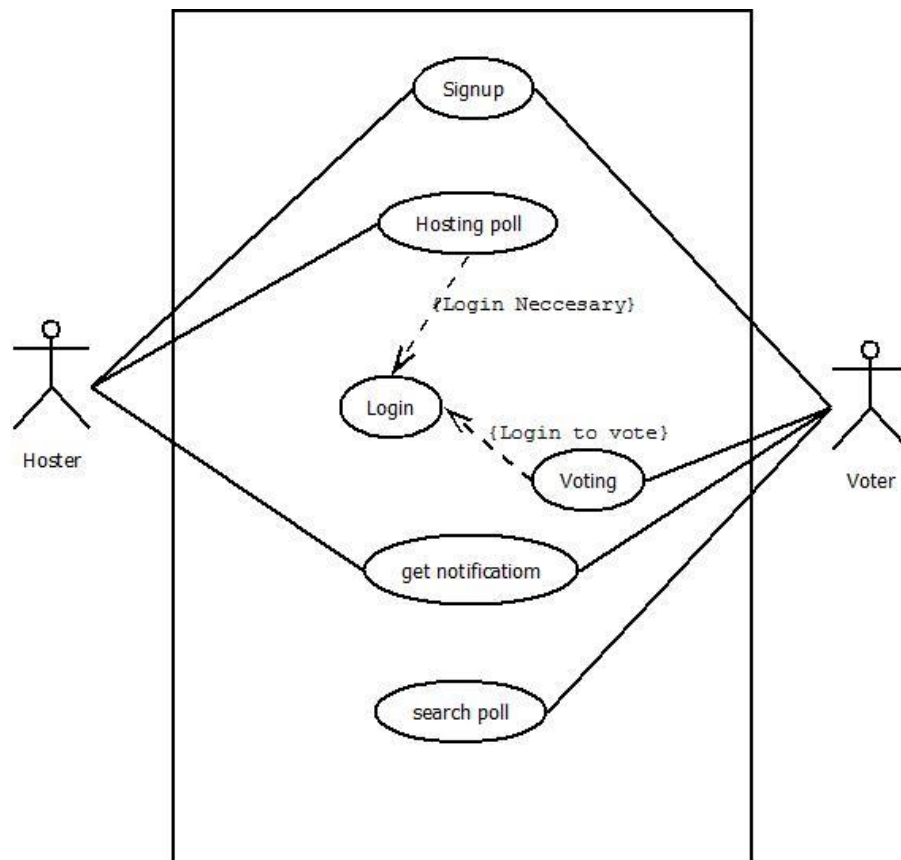 Signup
Hosting poll
{Login Neccesary}
Login
{Login to vote}
Hoster
Voting
Voter
get notificatiom
search poll